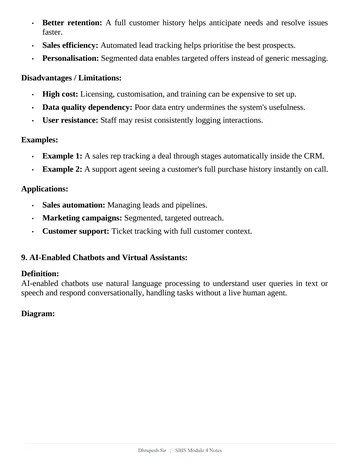 • Better retention: A full customer history helps anticipate needs and resolve issues
faster.
• Sales efficiency: Automated lead tracking helps prioritise the best prospects.
• Personalisation: Segmented data enables targeted offers instead of generic messaging.
Disadvantages / Limitations:
• High cost: Licensing, customisation, and training can be expensive to set up.
• Data quality dependency: Poor data entry undermines the system's usefulness.
• User resistance: Staff may resist consistently logging interactions.
Examples:
• Example 1: A sales rep tracking a deal through stages automatically inside the CRM.
• Example 2: A support agent seeing a customer's full purchase history instantly on call.
Applications:
• Sales automation: Managing leads and pipelines.
• Marketing campaigns: Segmented, targeted outreach.
• Customer support: Ticket tracking with full customer context.
9. AI-Enabled Chatbots and Virtual Assistants:
Definition:
AI-enabled chatbots use natural language processing to understand user queries in text or
speech and respond conversationally, handling tasks without a live human agent.
Diagram:
Dhrupesh Sir | SIMS Module 4 Notes